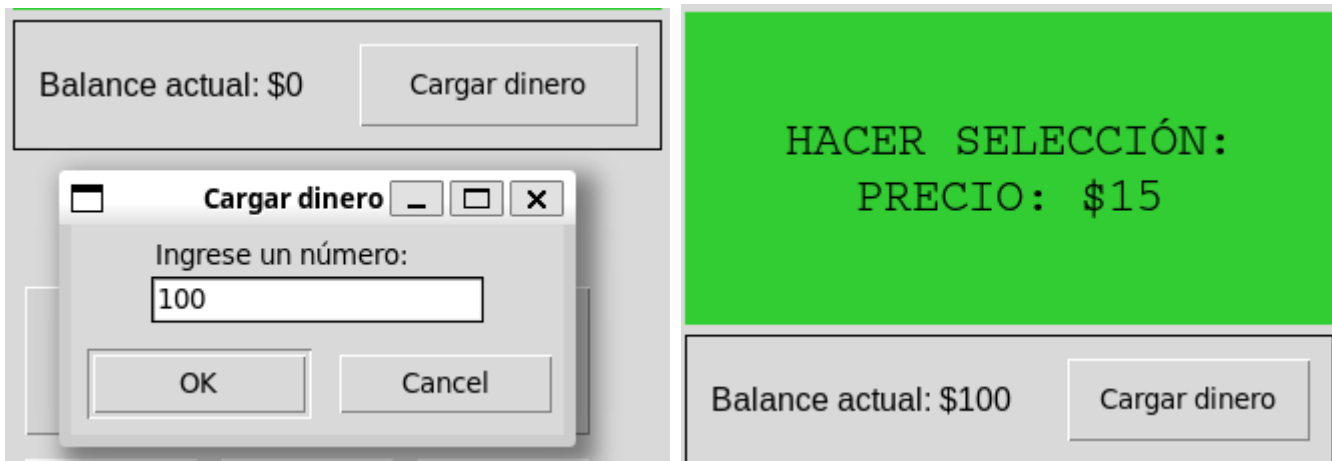 Balance actual: $0
Cargar dinero
Cargar dinero
Ingrese un número:
100
OK
Cancel
HACER SELECCIÓN:
PRECIO: $15
Balance actual: $100
Cargar dinero